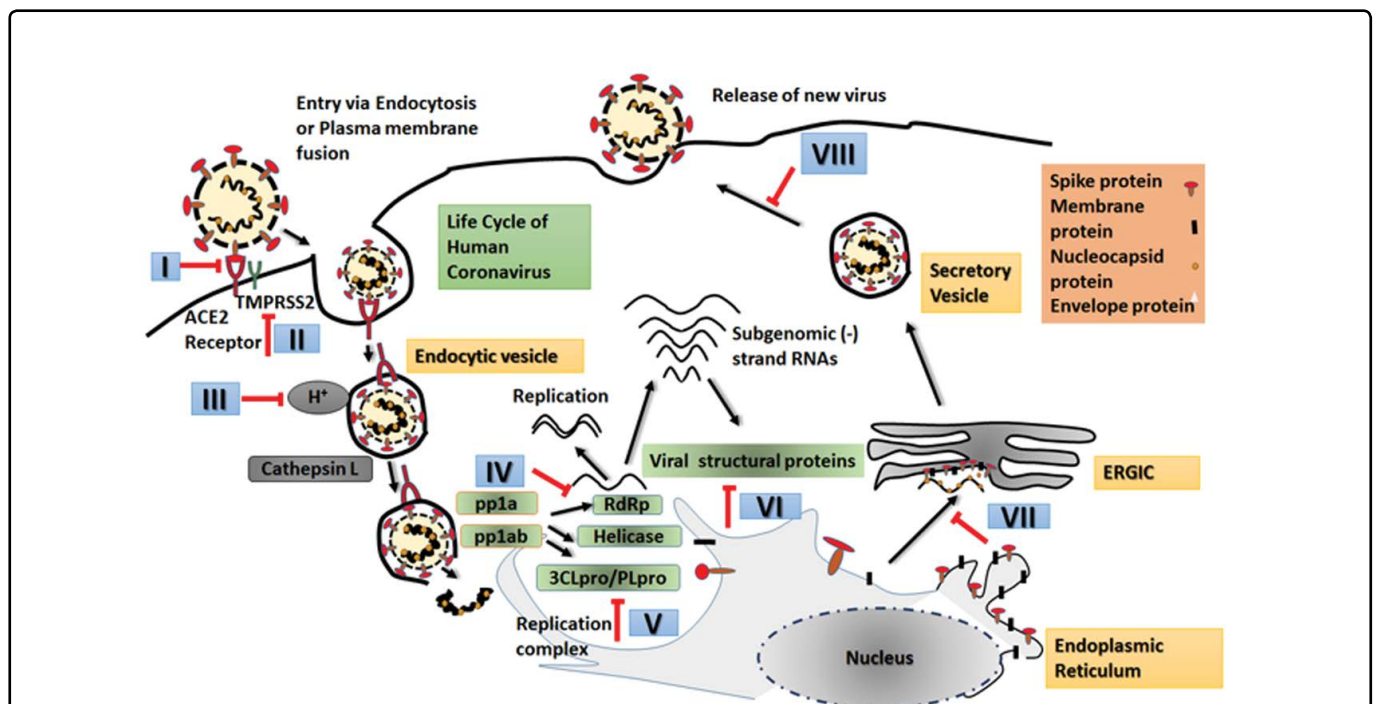 Entry via Endocytosis
or Plasma membrane
fusion
Release of new virus
VIII
Spike protein
Membrane
protein
Nucleocapsid
protein
Envelope protein
Life Cycle of
Human
Coronavirus
I
TMPRSS2
ACE2
Receptor
II
Secretory
Vesicle
Subgenomic (-)
strand RNAs
Endocytic vesicle
III
H+
Replication
Cathepsin L
IV
Viral structural proteins
ERGIC
pp1a
RdRp
VI
VII
pp1ab
Helicase
3CLpro/PLpro
Replication
complex
V
Nucleus
Endoplasmic
Reticulum